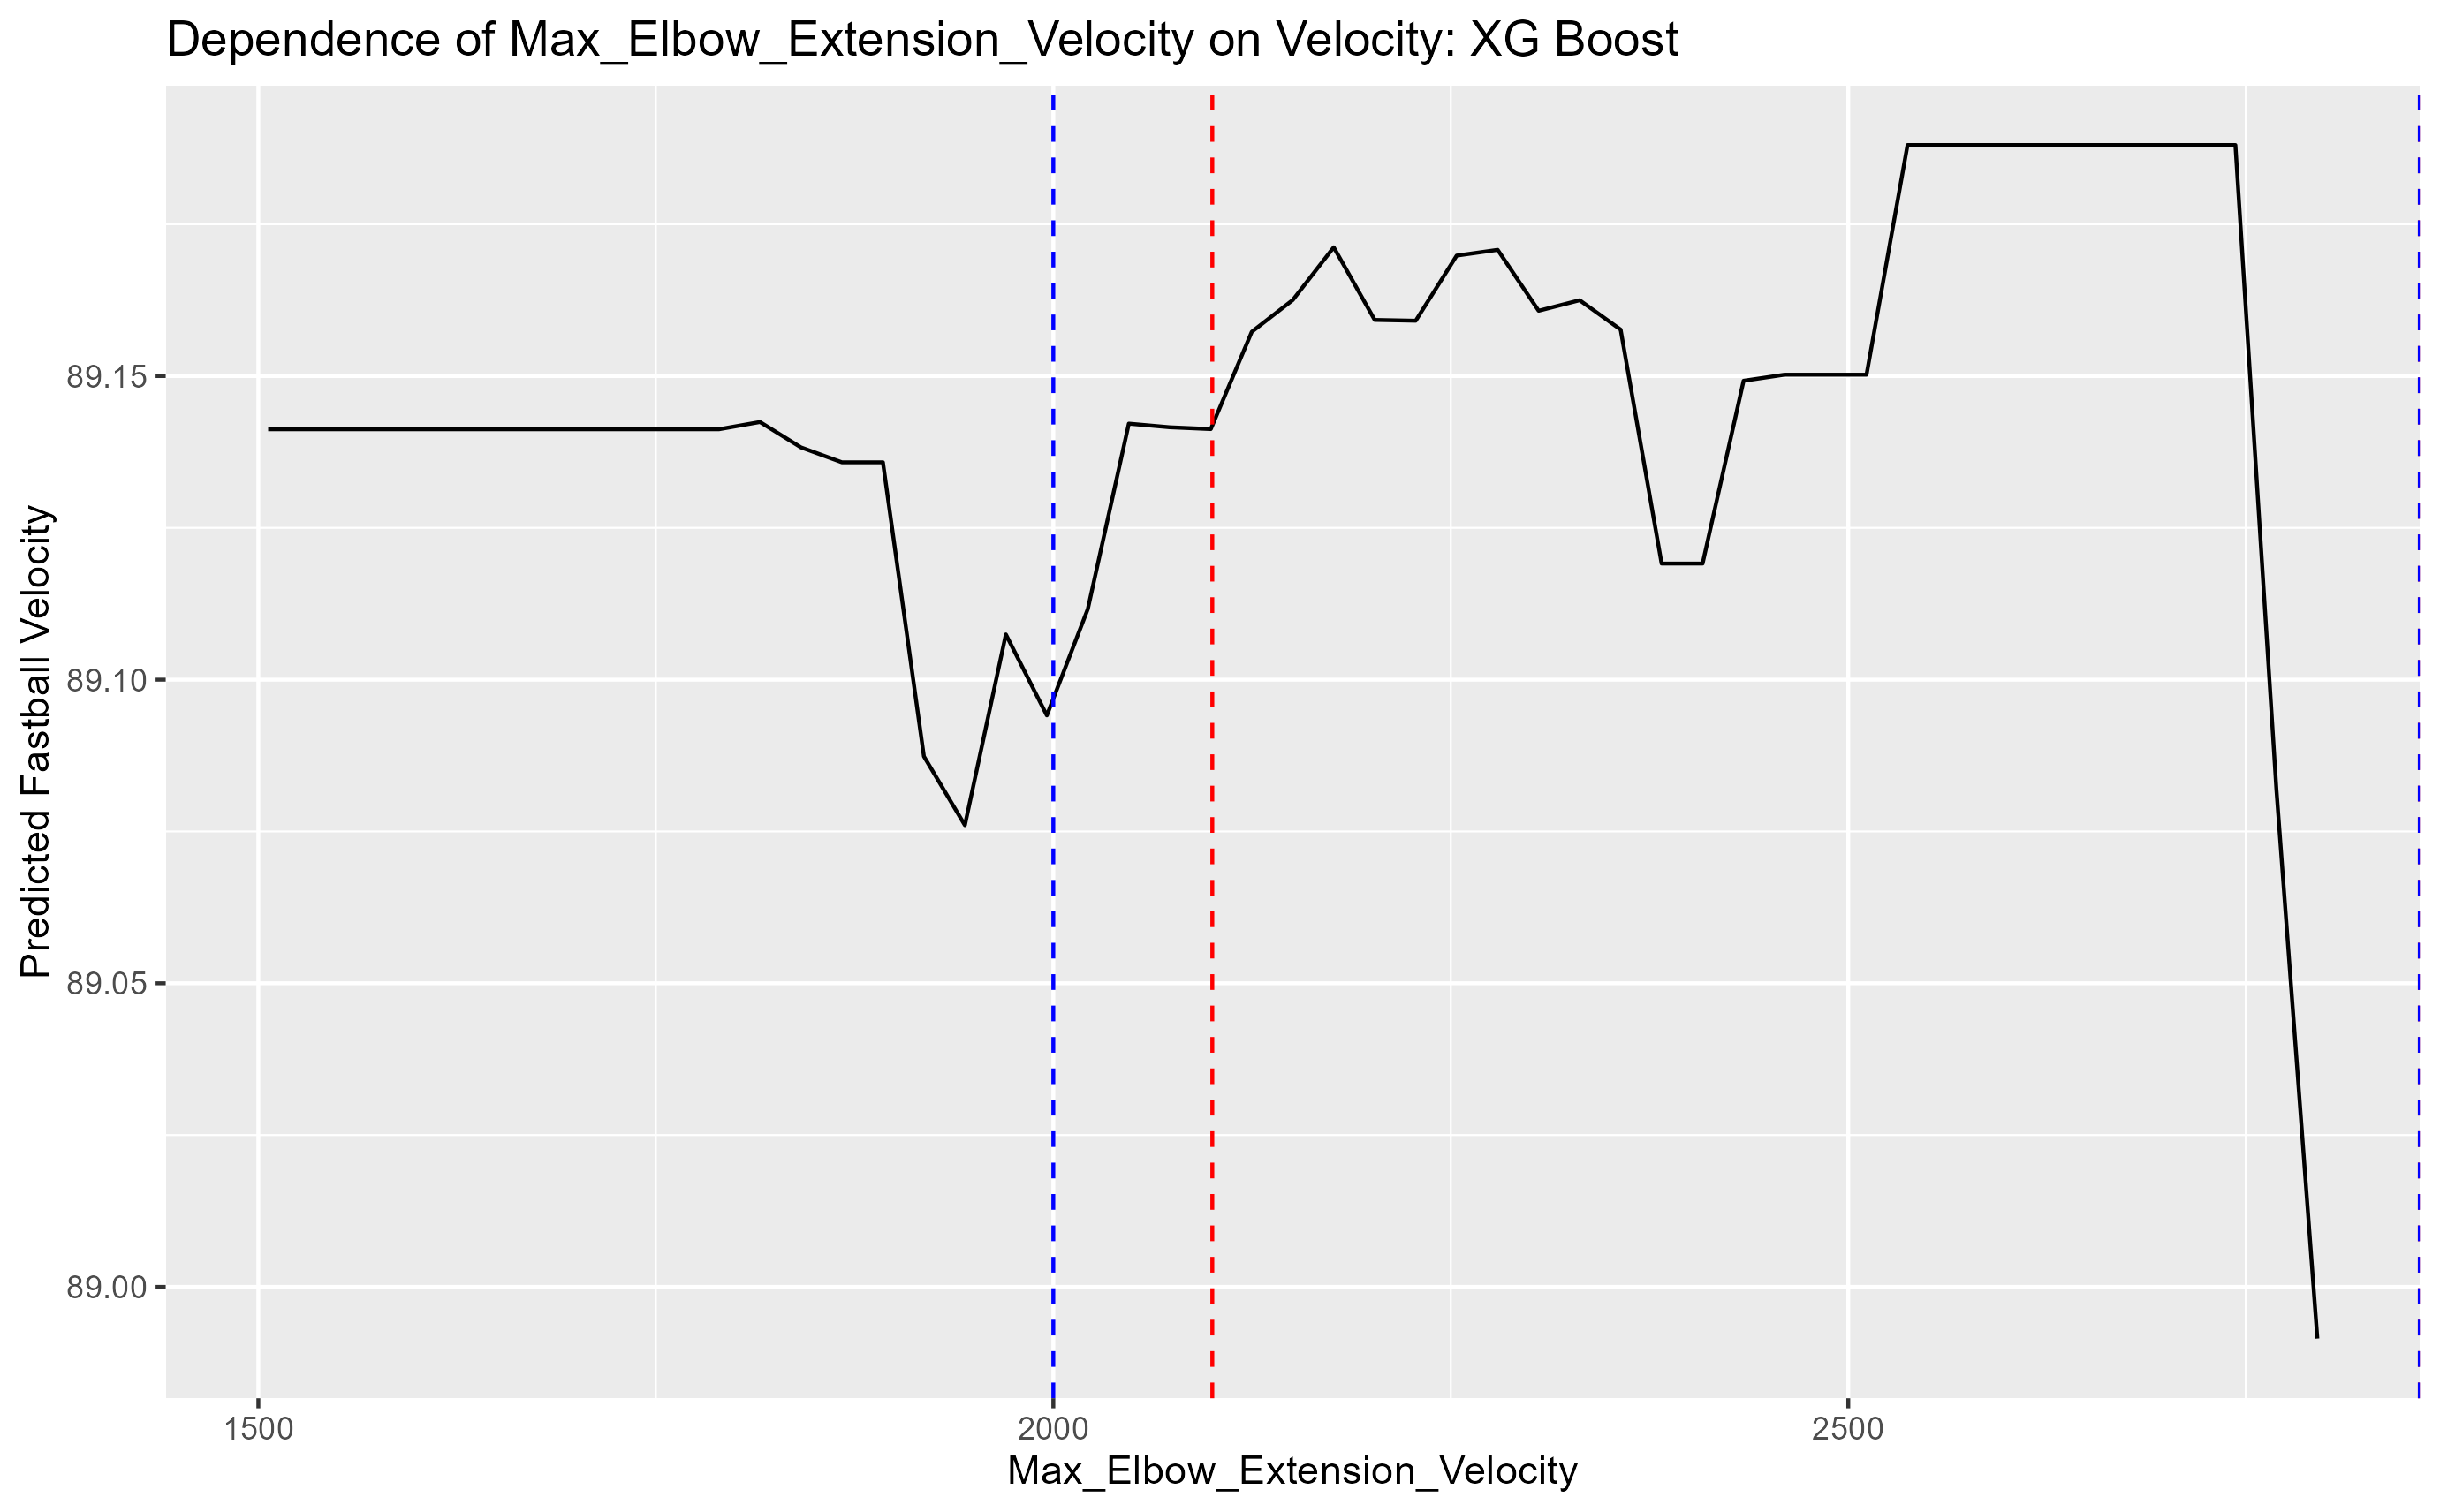 Dependence of Max_Elbow_Extension_Velocity on Velocity: XG Boost
Predicted Fastball Velocity
89.15
89.10
89.05
89.00
1500 2000 2500
Max_Elbow_Extension_Velocity